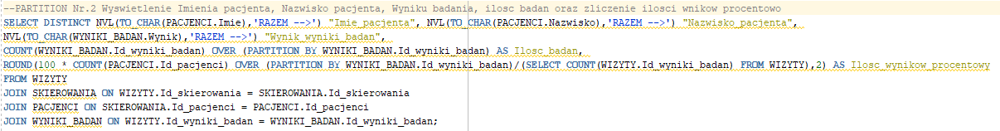 --PARTITION Nr.2 Wyswietlenie Imienia pacjenta, Nazwisko pacjenta, Wyniku badania, ilosc badan oraz zliczenie ilosci wnikow procentowo
SELECT DISTINCT NVL(TO_CHAR(PACJENCI.Imie),'RAZEM -->') "Imie_pacjenta", NVL(TO_CHAR(PACJENCI.Nazwisko),'RAZEM -->') "Nazwisko_pacjenta",
NVL(TO_CHAR(WYNIKI_BADAN.Wynik),'RAZEM -->') "Wynik_wyniki_badan",
COUNT(WYNIKI_BADAN.Id_wyniki_badan) OVER (PARTITION BY WYNIKI_BADAN.Id_wyniki_badan) AS Ilosc_badan,
ROUND(100 * COUNT(PACJENCI.Id_pacjenci) OVER (PARTITION BY WYNIKI_BADAN.Id_wyniki_badan)/(SELECT COUNT(WIZYTY.Id_wyniki_badan) FROM WIZYTY),2) AS Ilosc_wynikow_procentowy
FROM WIZYTY
JOIN SKIEROWANIA ON WIZYTY.Id_skierowania = SKIEROWANIA.Id_skierowania
JOIN PACJENCI ON SKIEROWANIA.Id_pacjenci = PACJENCI.Id_pacjenci
JOIN WYNIKI_BADAN ON WIZYTY.Id_wyniki_badan = WYNIKI_BADAN.Id_wyniki_badan;